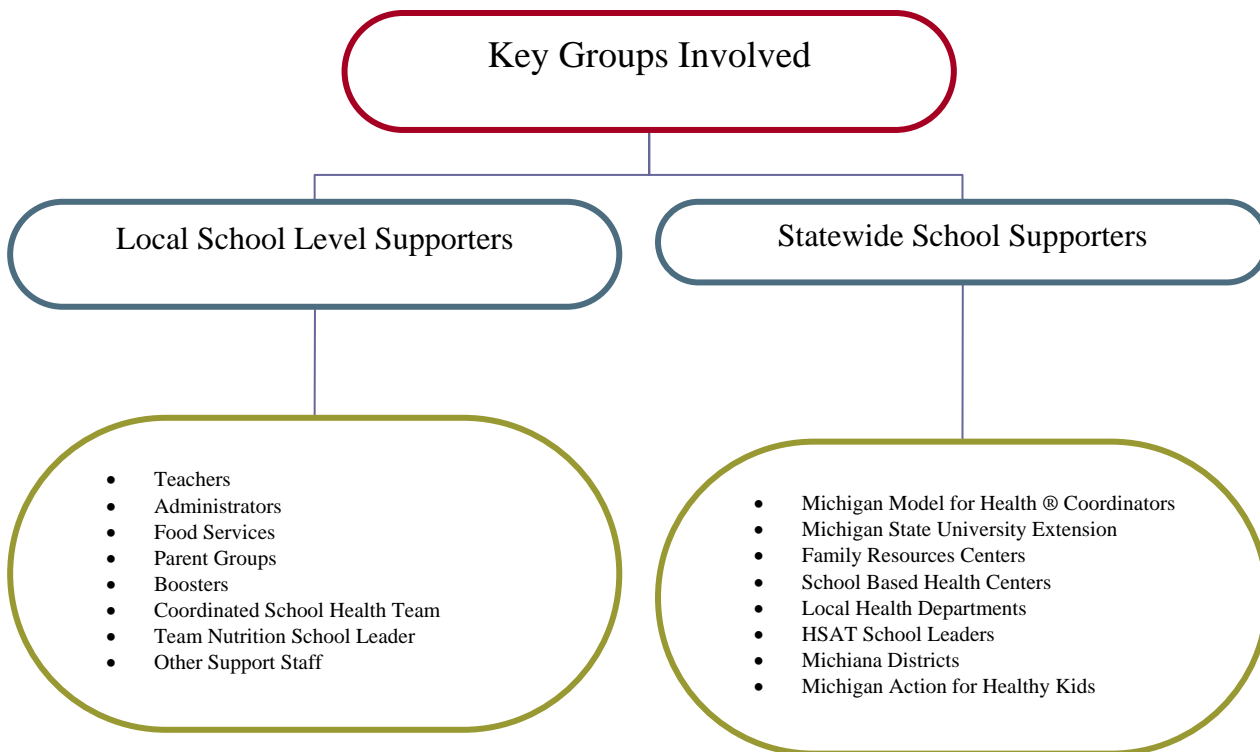 Key Groups Involved
Local School Level Supporters
Statewide School Supporters
• Teachers
• Administrators
• Food Services
• Parent Groups
• Boosters
• Coordinated School Health Team
• Team Nutrition School Leader
• Other Support Staff
• Michigan Model for Health ® Coordinators
• Michigan State University Extension
• Family Resources Centers
• School Based Health Centers
• Local Health Departments
• HSAT School Leaders
• Michiana Districts
• Michigan Action for Healthy Kids